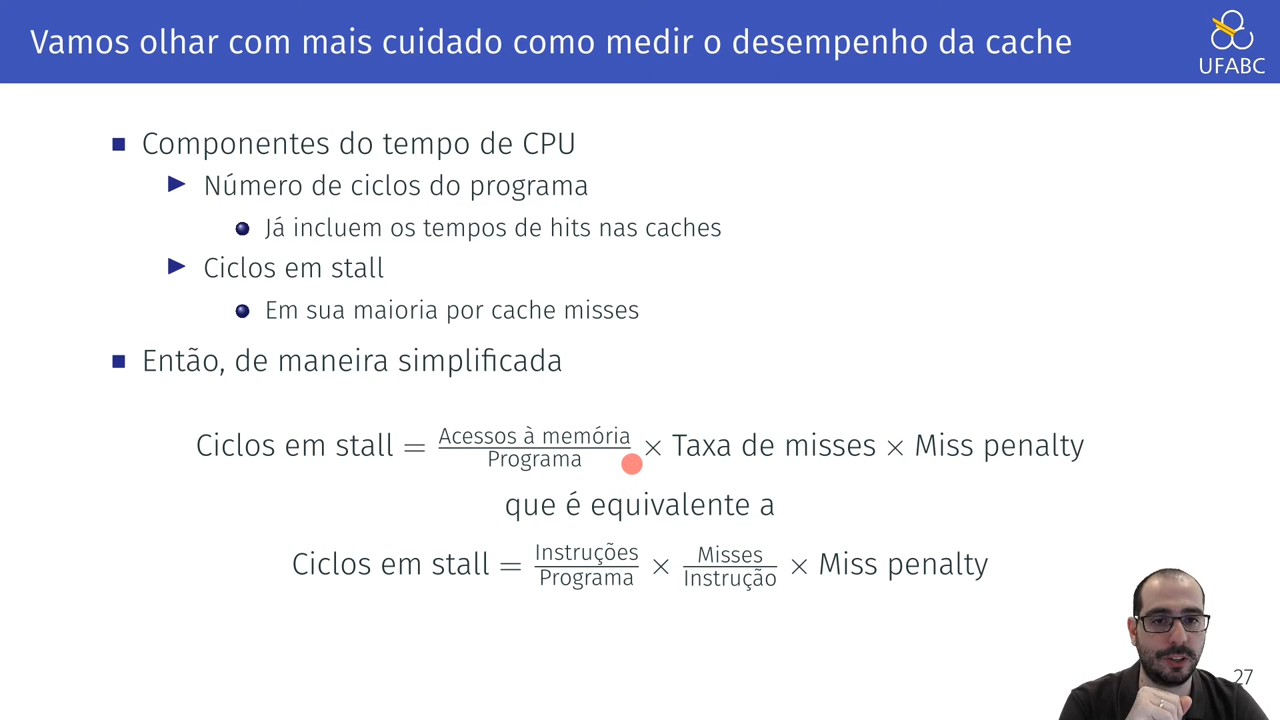 Vamos olhar com mais cuidado como medir o desempenho da cache
UFABC
Componentes do tempo de CPU
Número de ciclos do programa
Já incluem os tempos de hits nas caches
Ciclos em stall
Em sua maioria por cache misses
Então, de maneira simplificada
Ciclos em stall = Acessos à memória / Programa × Taxa de misses × Miss penalty
que é equivalente a
Ciclos em stall = Instruções / Programa × Misses / Instrução × Miss penalty
27